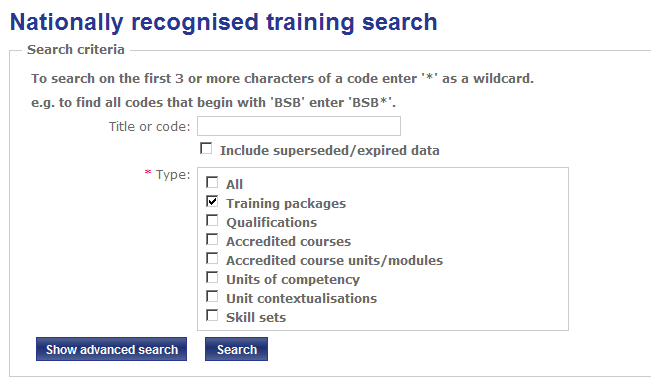 Nationally recognised training search
Search criteria
To search on the first 3 or more characters of a code enter '*' as a wildcard.
e.g. to find all codes that begin with 'BSB' enter 'BSB*'.
Title or code:
Include superseded/expired data
* Type:
All
Training packages
Qualifications
Accredited courses
Accredited course units/modules
Units of competency
Unit contextualisations
Skill sets
Show advanced search Search